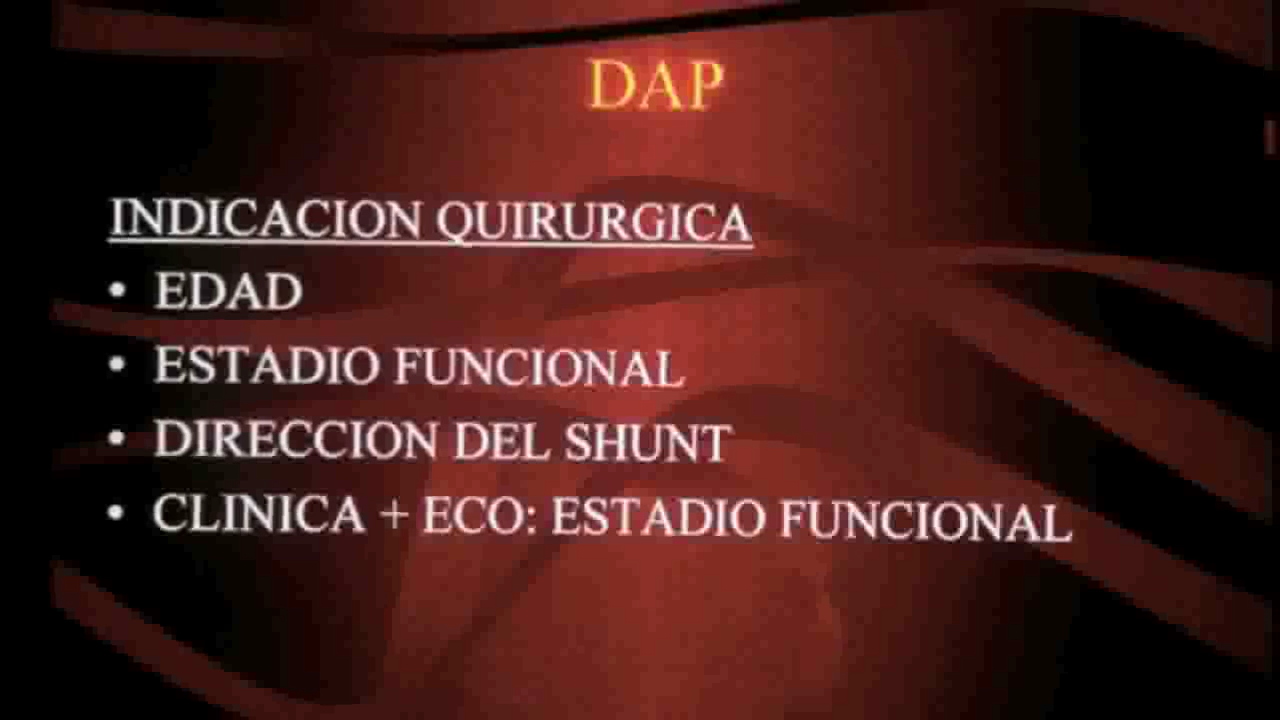 DAP
INDICACION QUIRURGICA
• EDAD
• ESTADIO FUNCIONAL
• DIRECCION DEL SHUNT
• CLINICA + ECO: ESTADIO FUNCIONAL